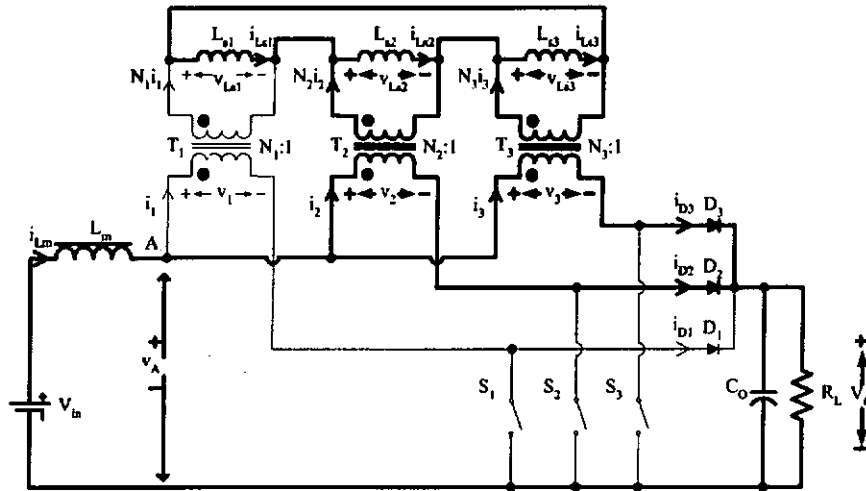 L_s1 i_Ls1 L_s2 i_Ls2 L_s3 i_Ls3
N_1i_1 + v_Ls1 - N_2i_2 + v_Ls2 - N_3i_3 + v_Ls3 -
T_1 N_1:1 T_2 N_2:1 T_3 N_3:1
i_1 + v_1 - i_2 + v_2 - i_3 + v_3 -
i_D3 D_3
i_Lm L_m A
i_D2 D_2
i_D1 D_1
+ v_A -
S_1 S_2 S_3
+ V_in C_O R_L
+ -